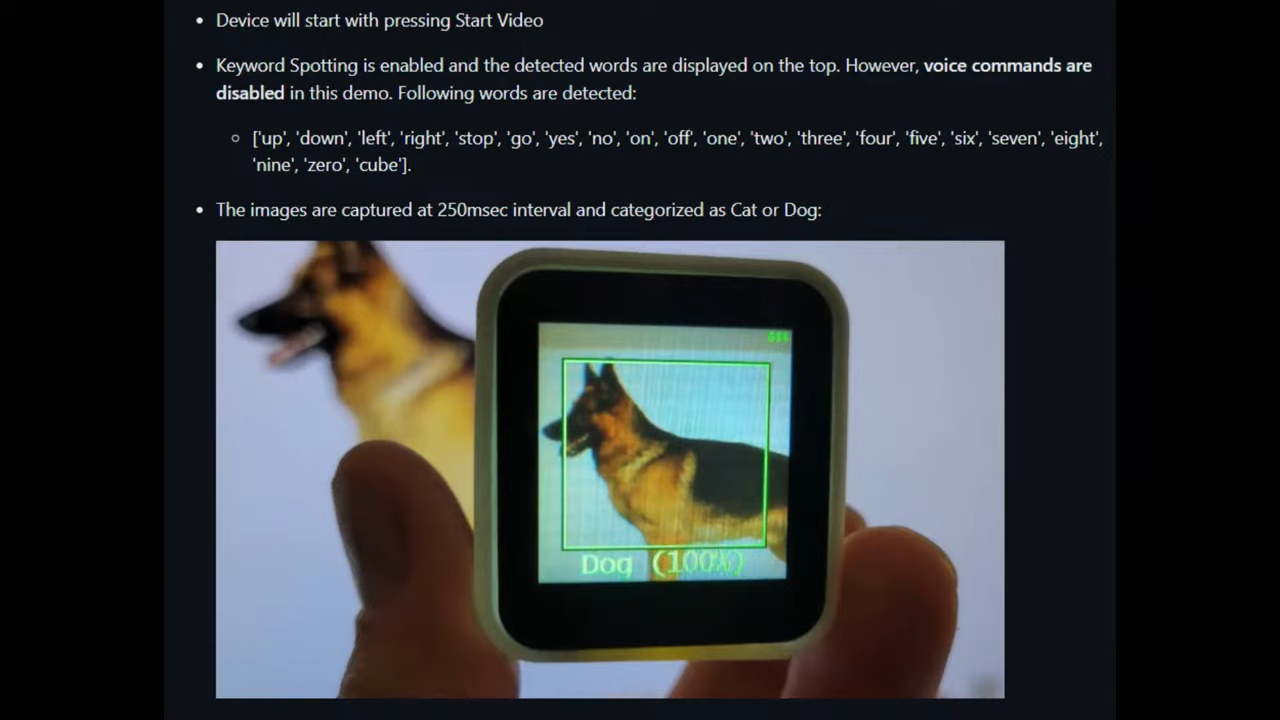 Device will start with pressing Start Video
Keyword Spotting is enabled and the detected words are displayed on the top. However, voice commands are
disabled in this demo. Following words are detected:
['up', 'down', 'left', 'right', 'stop', 'go', 'yes', 'no', 'on', 'off', 'one', 'two', 'three', 'four', 'five', 'six', 'seven', 'eight',
'nine', 'zero', 'cube'].
The images are captured at 250msec interval and categorized as Cat or Dog:
Dog (100%)